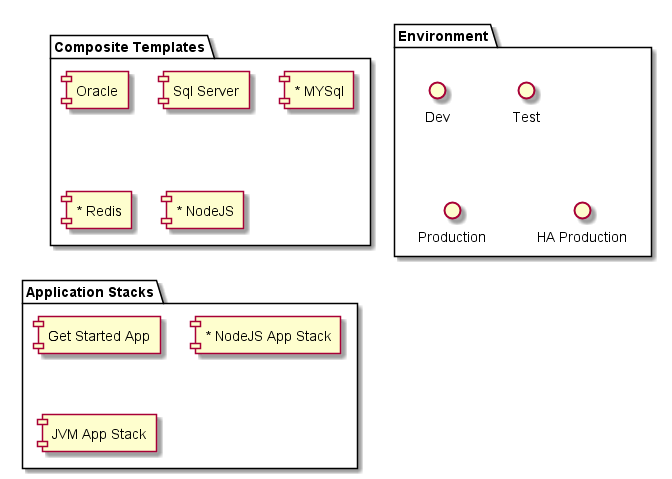 Composite Templates
Oracle
Sql Server
* MYSql
* Redis
* NodeJS
Environment
Dev
Test
Production
HA Production
Application Stacks
Get Started App
* NodeJS App Stack
JVM App Stack